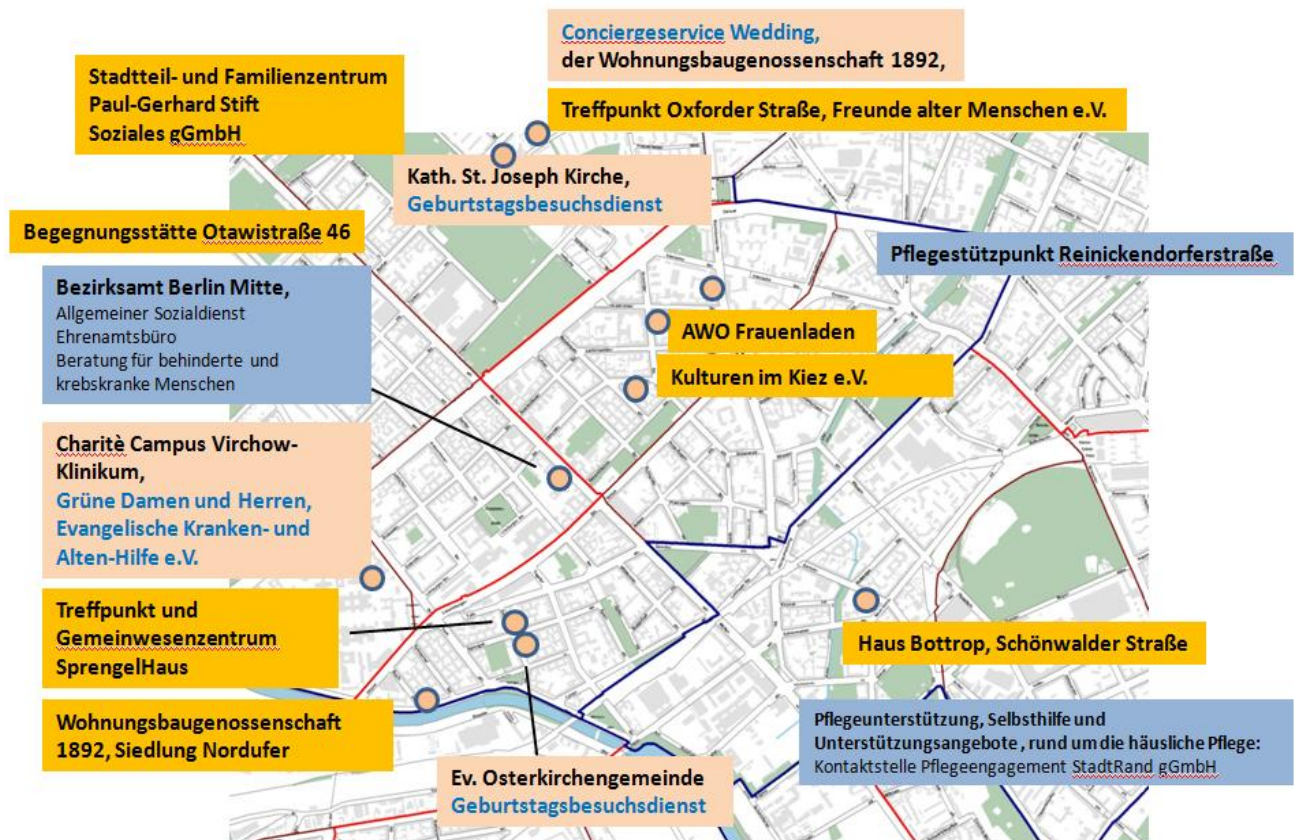 Conciergeservice Wedding,
der Wohnungsbaugenossenschaft 1892,
Stadtteil- und Familienzentrum
Paul-Gerhard Stift
Soziales gGmbH
Treffpunkt Oxforder Straße, Freunde alter Menschen e.V.
Kath. St. Joseph Kirche,
Geburtstagsbesuchsdienst
Begegnungsstätte Otawistraße 46
Pflegestützpunkt Reinickendorferstraße
Bezirksamt Berlin Mitte,
Allgemeiner Sozialdienst
Ehrenamtsbüro
Beratung für behinderte und
krebskranke Menschen
AWO Frauenladen
Kulturen im Kiez e.V.
Charitè Campus Virchow-
Klinikum,
Grüne Damen und Herren,
Evangelische Kranken- und
Alten-Hilfe e.V.
Treffpunkt und
Gemeinwesenzentrum
SprengelHaus
Haus Bottrop, Schönwalder Straße
Wohnungsbaugenossenschaft
1892, Siedlung Nordufer
Pflegeunterstützung, Selbsthilfe und
Unterstützungsangebote , rund um die häusliche Pflege:
Kontaktstelle Pflegeengagement StadtRand gGmbH
Ev. Osterkirchengemeinde
Geburtstagsbesuchsdienst